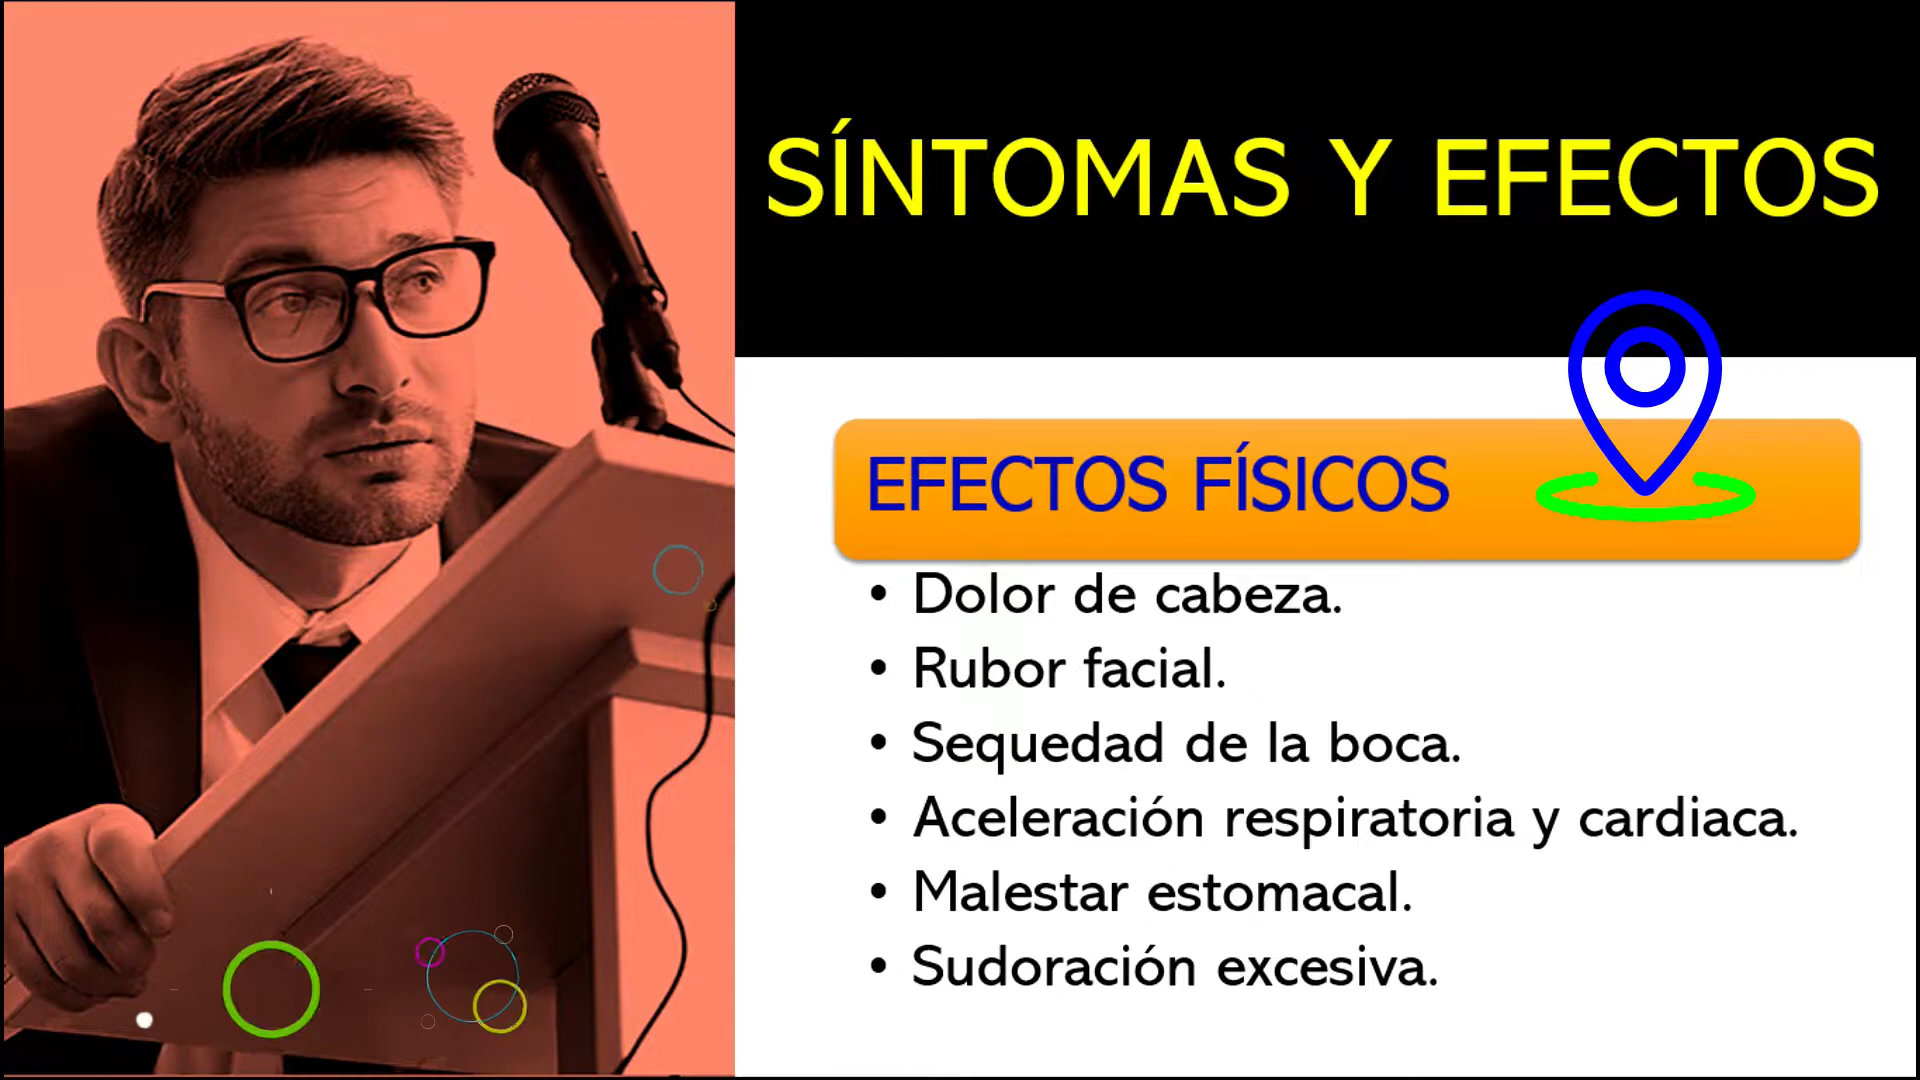 SÍNTOMAS Y EFECTOS
EFECTOS FÍSICOS
• Dolor de cabeza.
• Rubor facial.
• Sequedad de la boca.
• Aceleración respiratoria y cardiaca.
• Malestar estomacal.
• Sudoración excesiva.